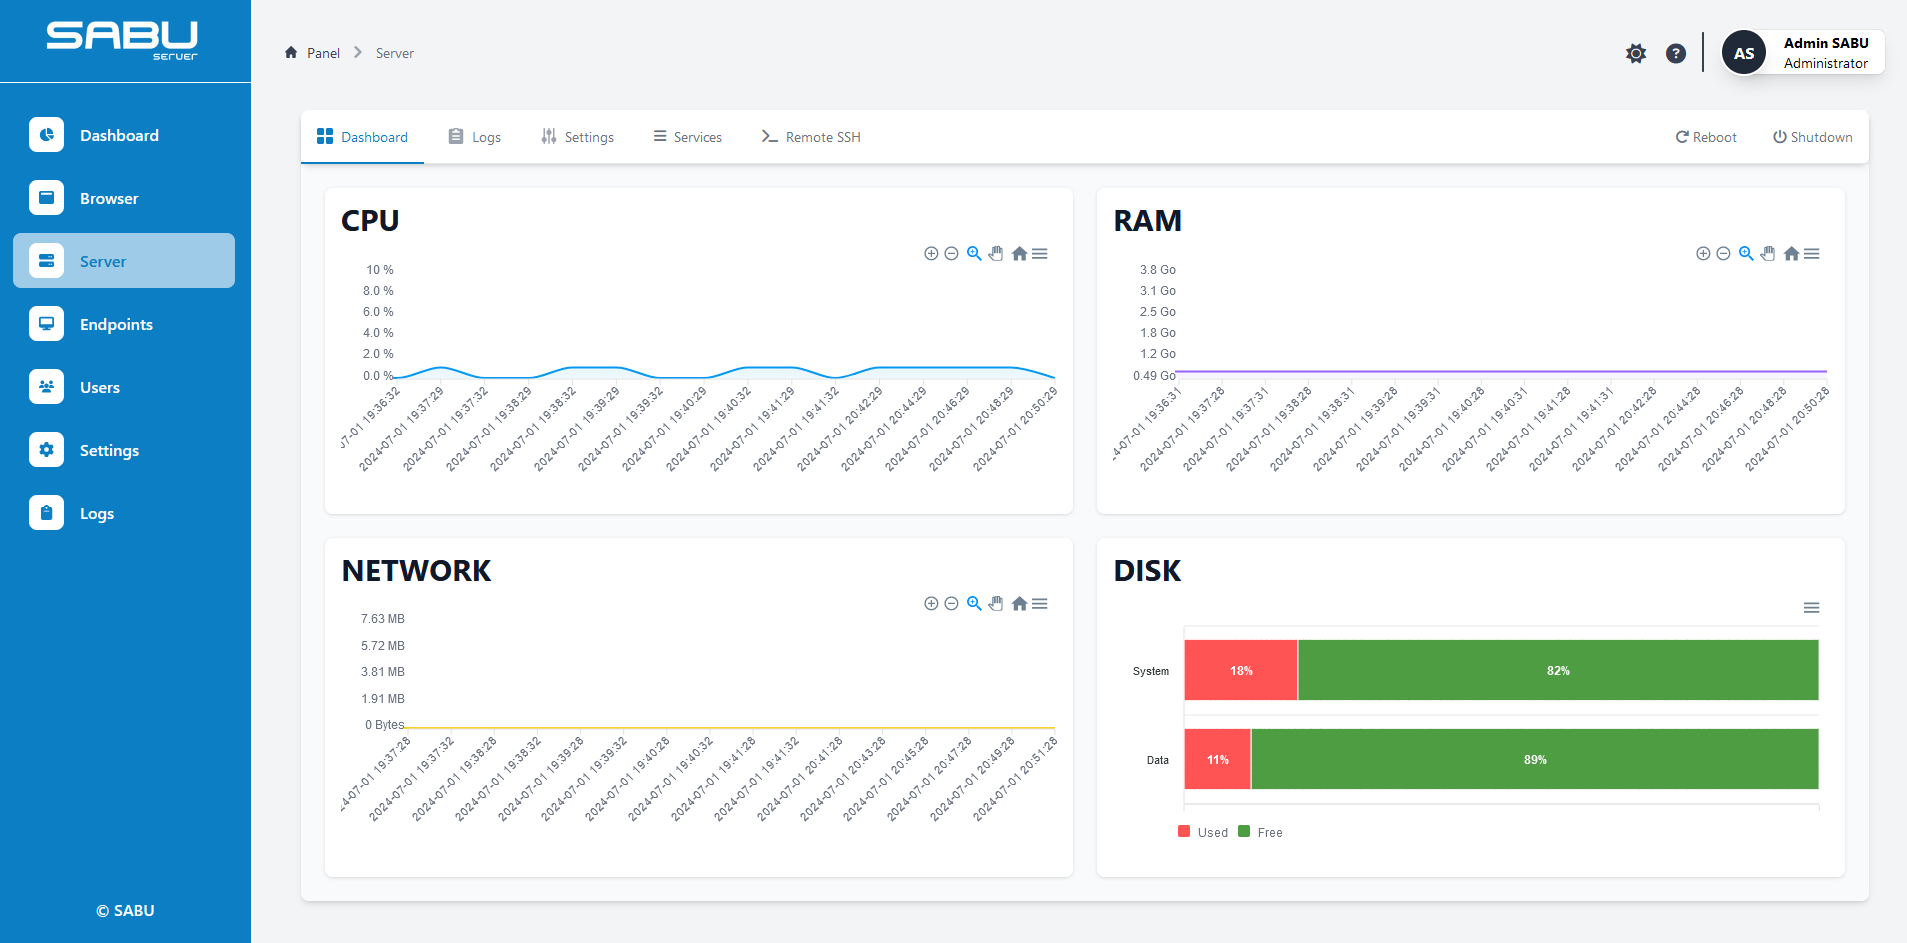 SABU
SERVER
Dashboard
Browser
Server
Endpoints
Users
Settings
Logs
© SABU
Panel
Server
AS
Admin SABU
Administrator
Dashboard
Logs
Settings
Services
Remote SSH
Reboot
Shutdown
CPU
10 %
8.0 %
6.0 %
4.0 %
2.0 %
0.0 %
07-01 19:36:32
2024-07-01 19:37:29
2024-07-01 19:37:32
2024-07-01 19:38:29
2024-07-01 19:38:32
2024-07-01 19:39:29
2024-07-01 19:39:32
2024-07-01 19:40:29
2024-07-01 19:40:32
2024-07-01 19:41:29
2024-07-01 19:41:32
2024-07-01 20:42:29
2024-07-01 20:44:29
2024-07-01 20:46:29
2024-07-01 20:48:29
2024-07-01 20:50:29
RAM
3.8 Go
3.1 Go
2.5 Go
1.8 Go
1.2 Go
0.49 Go
4-07-01 19:36:31
2024-07-01 19:37:28
2024-07-01 19:37:31
2024-07-01 19:38:28
2024-07-01 19:38:31
2024-07-01 19:39:28
2024-07-01 19:39:31
2024-07-01 19:40:28
2024-07-01 19:40:31
2024-07-01 19:41:28
2024-07-01 19:41:31
2024-07-01 20:42:28
2024-07-01 20:44:28
2024-07-01 20:46:28
2024-07-01 20:48:28
2024-07-01 20:50:28
NETWORK
7.63 MB
5.72 MB
3.81 MB
1.91 MB
0 Bytes
4-07-01 19:37:28
2024-07-01 19:37:32
2024-07-01 19:38:28
2024-07-01 19:38:32
2024-07-01 19:39:28
2024-07-01 19:39:32
2024-07-01 19:40:28
2024-07-01 19:40:32
2024-07-01 19:41:28
2024-07-01 19:41:32
2024-07-01 20:41:28
2024-07-01 20:43:28
2024-07-01 20:45:28
2024-07-01 20:47:28
2024-07-01 20:49:28
2024-07-01 20:51:28
DISK
System
18%
82%
Data
11%
89%
Used
Free